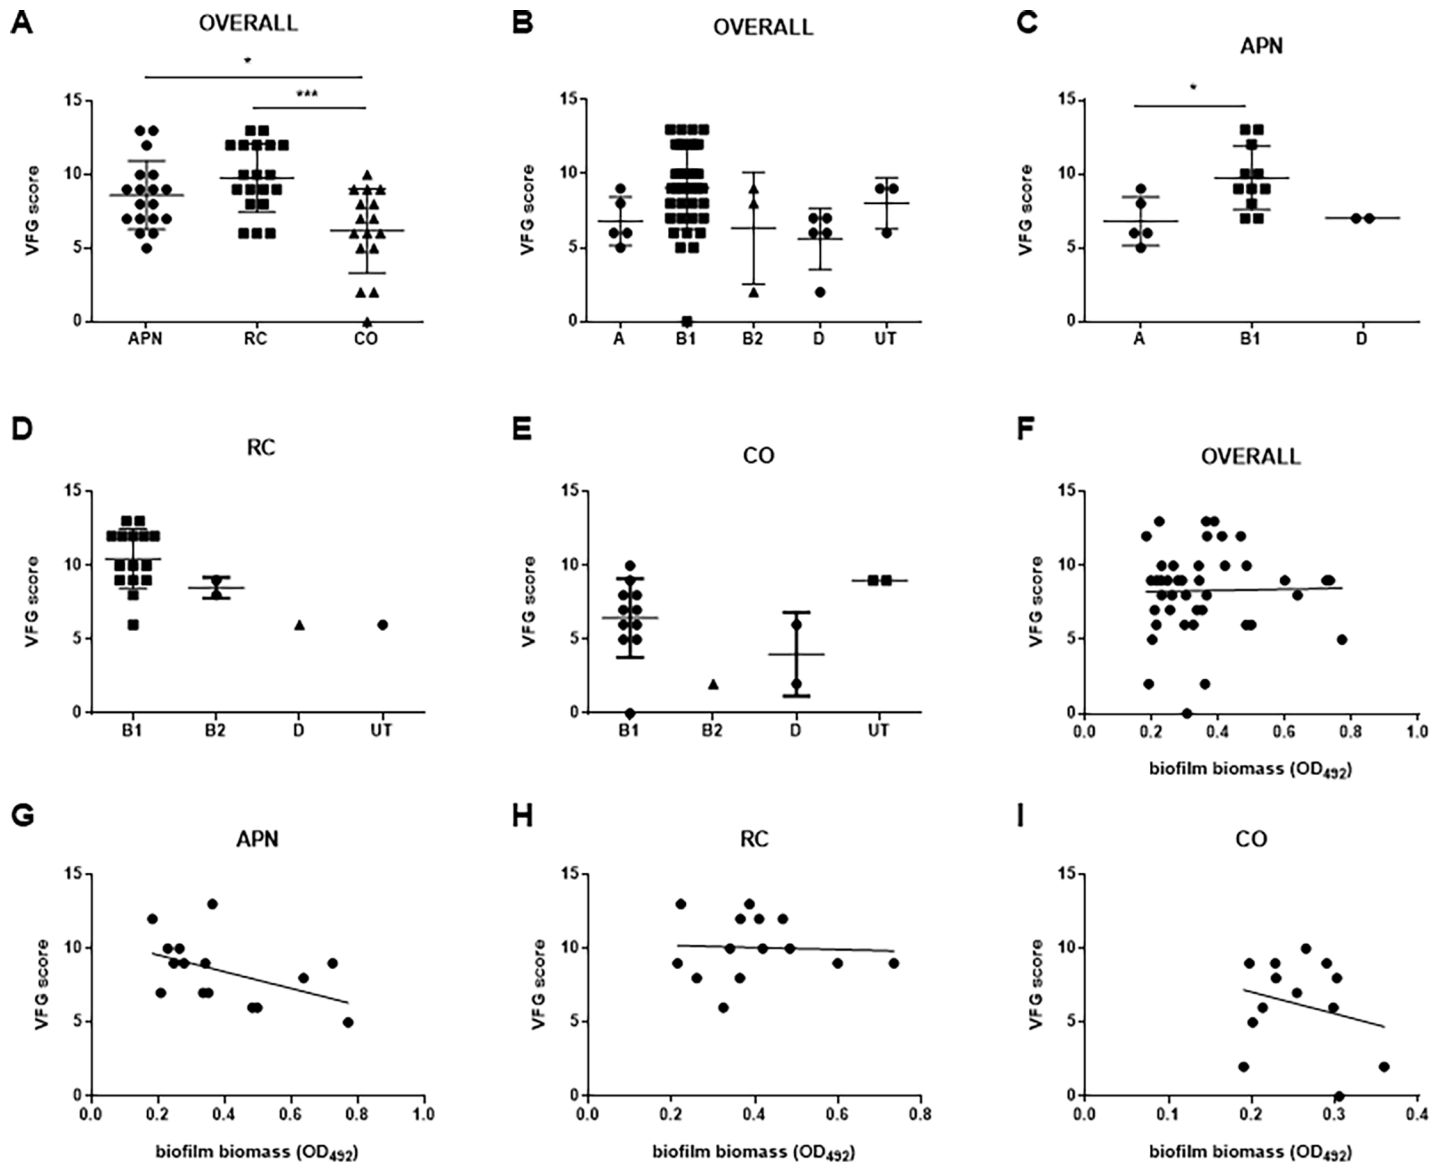 A
OVERALL
*
***
15
10
5
0
VFG score
APN RC CO
B
OVERALL
15
10
5
0
VFG score
A B1 B2 D UT
C
APN
*
15
10
5
0
VFG score
A B1 D
D
RC
15
10
5
0
VFG score
B1 B2 D UT
E
CO
15
10
5
0
VFG score
B1 B2 D UT
F
OVERALL
15
10
5
0
VFG score
0.0 0.2 0.4 0.6 0.8 1.0
biofilm biomass (OD492)
G
APN
15
10
5
0
VFG score
0.0 0.2 0.4 0.6 0.8 1.0
biofilm biomass (OD492)
H
RC
15
10
5
0
VFG score
0.0 0.2 0.4 0.6 0.8
biofilm biomass (OD492)
I
CO
15
10
5
0
VFG score
0.0 0.1 0.2 0.3 0.4
biofilm biomass (OD492)